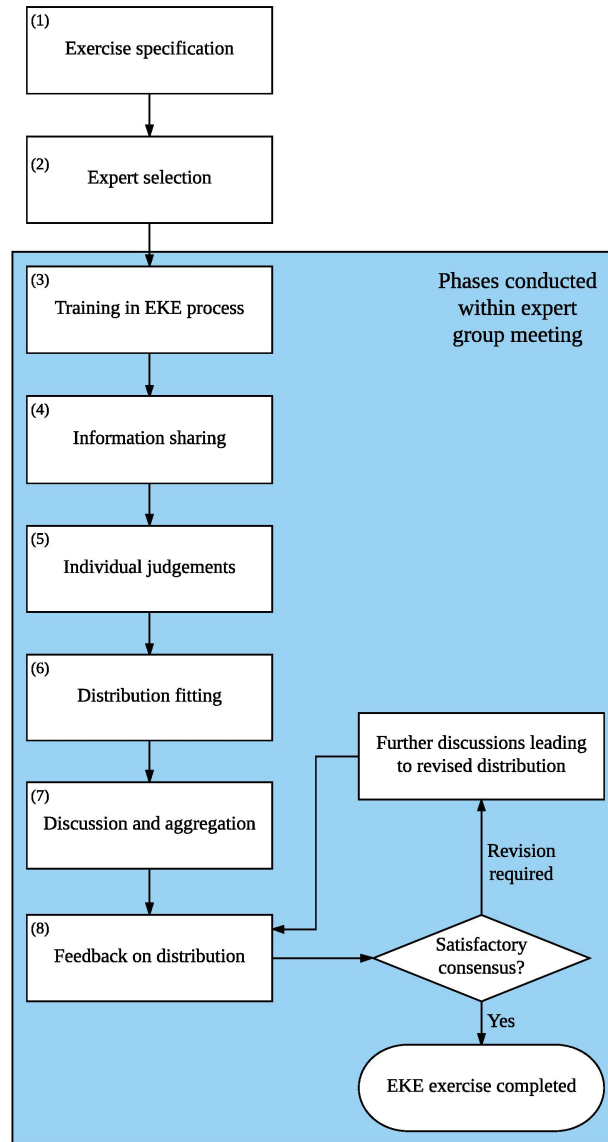 (1)
Exercise specification
(2)
Expert selection
(3)
Training in EKE process
Phases conducted
within expert
group meeting
(4)
Information sharing
(5)
Individual judgements
(6)
Distribution fitting
Further discussions leading
to revised distribution
(7)
Discussion and aggregation
Revision
required
(8)
Feedback on distribution
Satisfactory
consensus?
Yes
EKE exercise completed